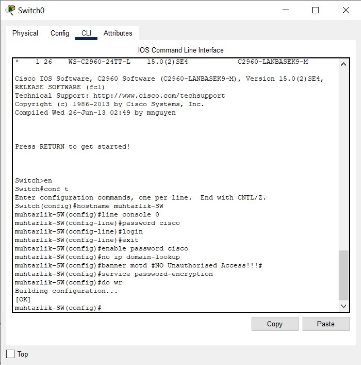 Switch0
Physical Config CLI Attributes
IOS Command Line Interface
* 1 26 WS-C2960-24TT-L 15.0(2)SE4 C2960-LANBASEK9-M
Cisco IOS Software, C2960 Software (C2960-LANBASEK9-M), Version 15.0(2)SE4,
RELEASE SOFTWARE (fc1)
Technical Support: http://www.cisco.com/techsupport
Copyright (c) 1986-2013 by Cisco Systems, Inc.
Compiled Wed 26-Jun-13 02:49 by mnguyen
Press RETURN to get started!
Switch>en
Switch#conf t
Enter configuration commands, one per line. End with CNTL/Z.
Switch(config)#hostname muhtarlik-SW
muhtarlik-SW(config)#line console 0
muhtarlik-SW(config-line)#password cisco
muhtarlik-SW(config-line)#login
muhtarlik-SW(config-line)#exit
muhtarlik-SW(config)#enable password cisco
muhtarlik-SW(config)#no ip domain-lookup
muhtarlik-SW(config)#banner motd #NO Unauthorised Access!!!#
muhtarlik-SW(config)#service password-encryption
muhtarlik-SW(config)#do wr
Building configuration...
[OK]
muhtarlik-SW(config)#
Copy Paste
Top